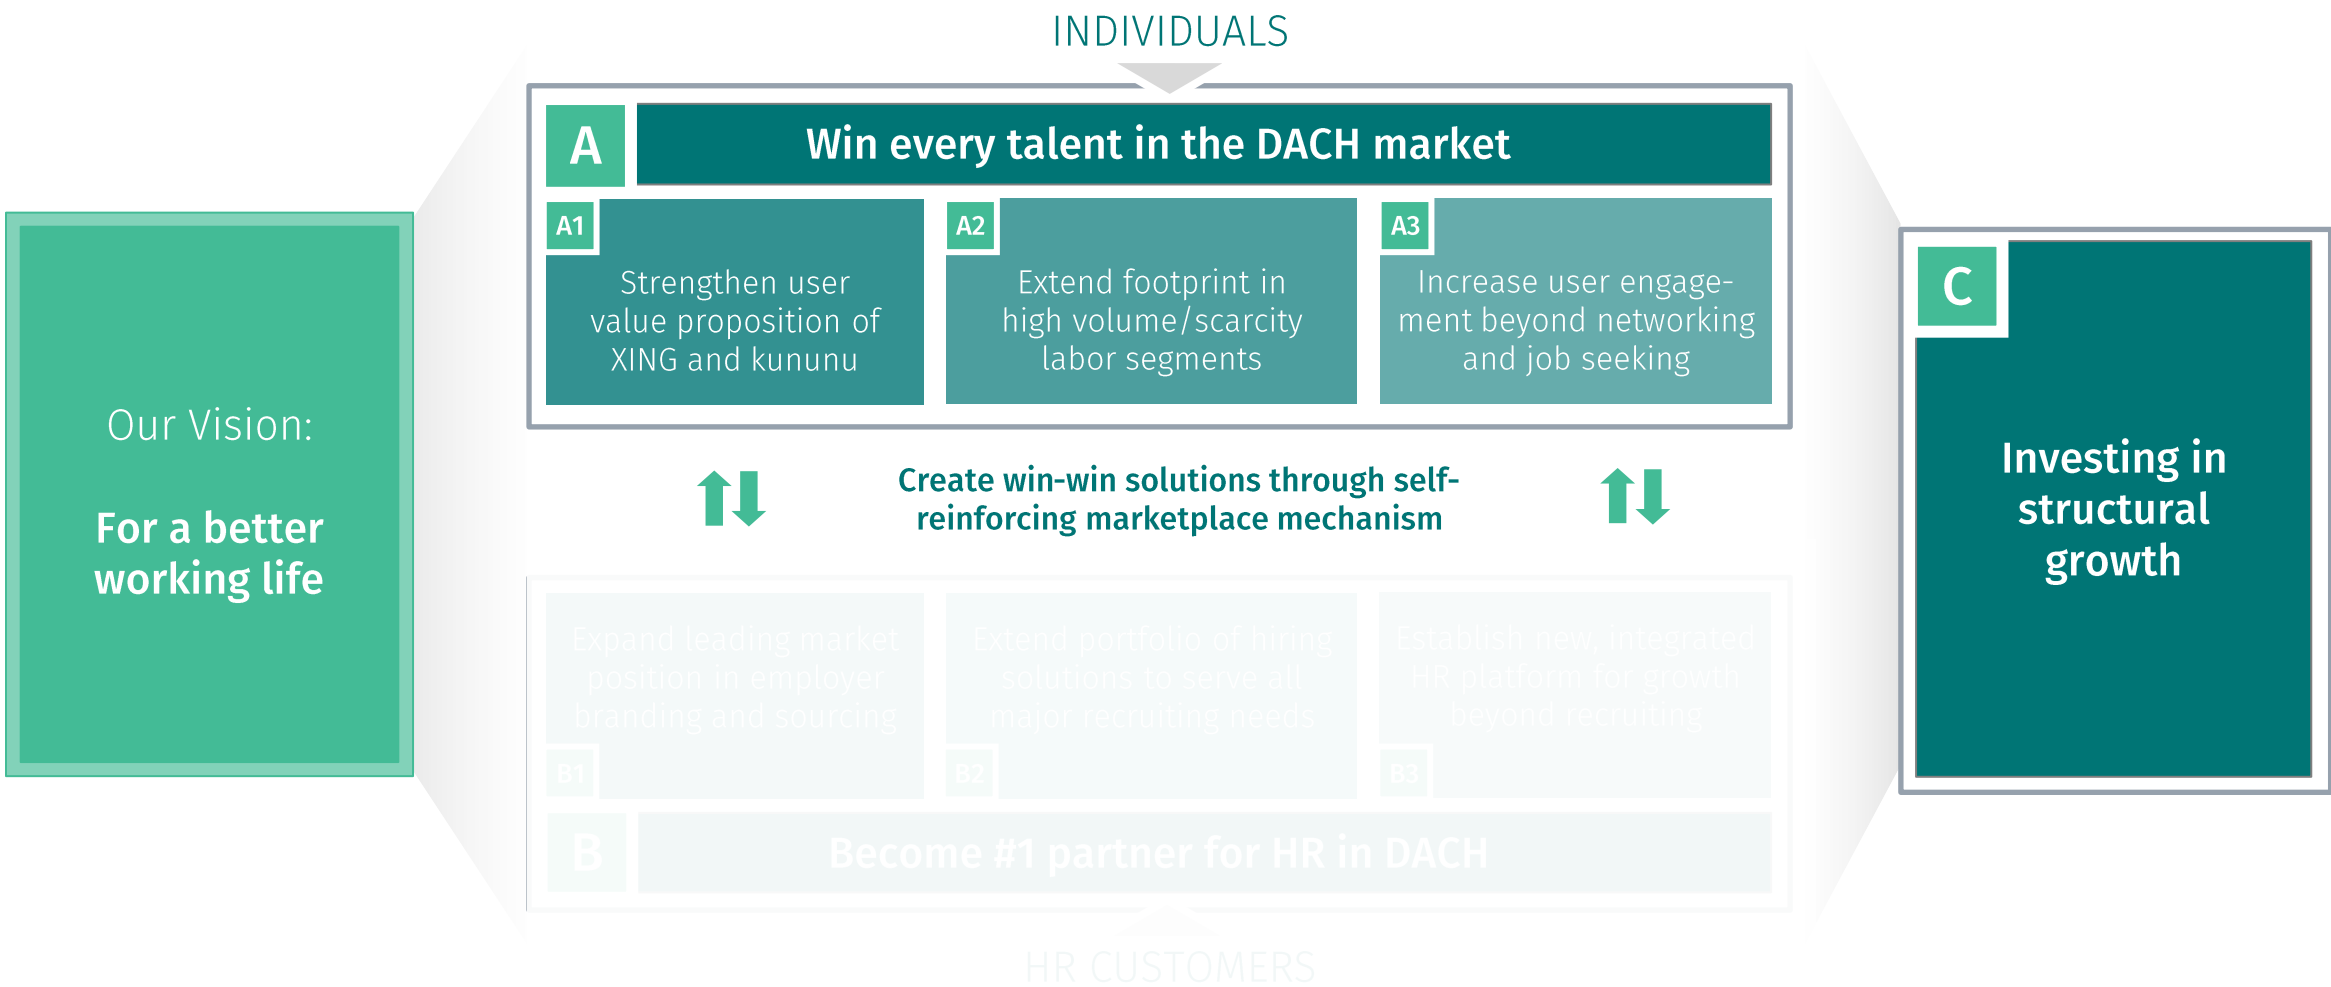 INDIVIDUALS
A
Win every talent in the DACH market
A1
Strengthen user
value proposition of
XING and kununu
A2
Extend footprint in
high volume/scarcity
labor segments
A3
Increase user engage-
ment beyond networking
and job seeking
Our Vision:
For a better
working life
Create win-win solutions through self-
reinforcing marketplace mechanism
C
Investing in
structural
growth
Expand leading market
position in employer
branding and sourcing
B1
Extend portfolio of hiring
solutions to serve all
major recruiting needs
B2
Establish new, integrated
HR platform for growth
beyond recruiting
B3
B
Become #1 partner for HR in DACH
HR CUSTOMERS